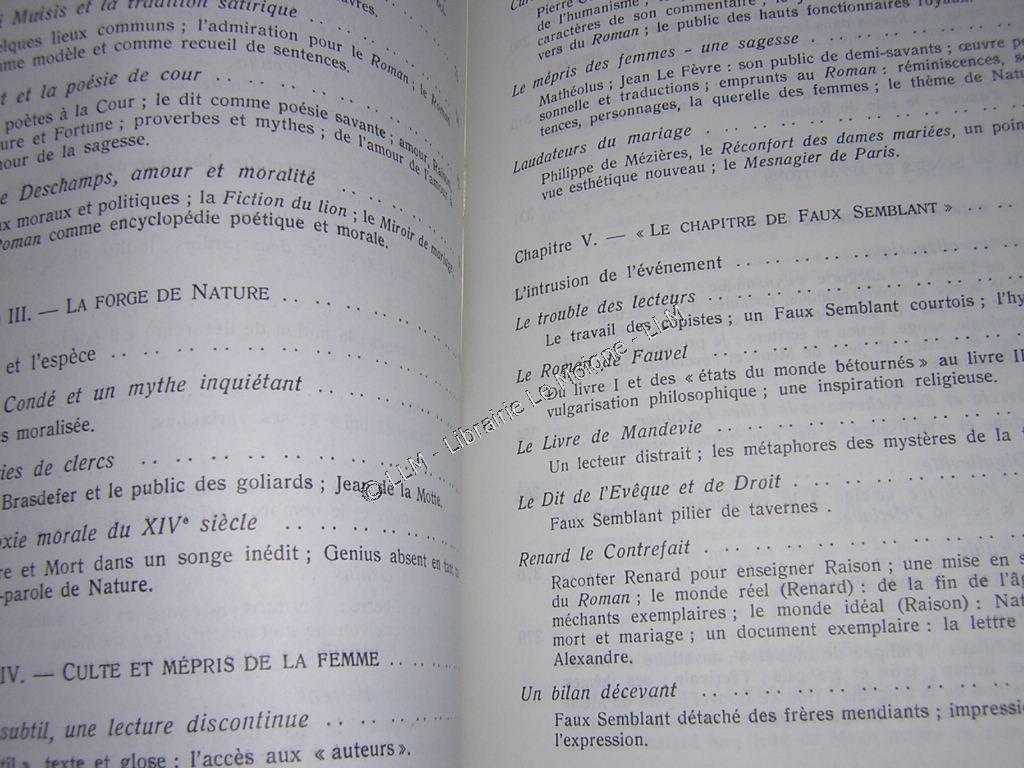 Muisis et la tradition satirique
elques lieux communs ; l'admiration pour le Roman ; le Roman
me modèle et comme recueil de sentences.
t et la poésie de cour
poètes à la Cour ; le dit comme poésie savante ; amour, Raison,
ure et Fortune ; proverbes et mythes ; de l'amour de l'amour à
mour de la sagesse.
e Deschamps, amour et moralité
ux moraux et politiques ; la Fiction du lion ; le Miroir de mariage ;
Roman comme encyclopédie poétique et morale.
III. — LA FORGE DE NATURE
et l'espèce
Condé et un mythe inquiétant
s moralisée.
ies de clercs
Brasdefer et le public des goliards ; Jean de la Motte.
oxie morale du XIVe siècle
re et Mort dans un songe inédit ; Genius absent en tant que
-parole de Nature.
IV. — CULTE ET MÉPRIS DE LA FEMME
subtil, une lecture discontinue
til », texte et glose ; l'accès aux « auteurs ».
Pierre
de l'humanisme ;
caractères de son commentaire ;
vers du Roman ; le public des hauts fonctionnaires royaux.
Le mépris des femmes - une sagesse
Mathéolus ; Jean Le Fèvre : son public de demi-savants ; œuvre per
sonnelle et traductions ; emprunts au Roman : réminiscences, se
tences, personnages, la querelle des femmes ; le thème de Natu
Laudateurs du mariage
Philippe de Mézières, le Réconfort des dames mariées, un poin
vue esthétique nouveau ; le Mesnagier de Paris.
Chapitre V. — « LE CHAPITRE DE FAUX SEMBLANT »
L'intrusion de l'événement
Le trouble des lecteurs
Le travail des copistes ; un Faux Semblant courtois ; l'hy
Le Roman de Fauvel
Du livre I et des « états du monde bétournés » au livre II
vulgarisation philosophique ; une inspiration religieuse.
Le Livre de Mandevie
Un lecteur distrait ; les métaphores des mystères de la f
Le Dit de l'Evêque et de Droit
Faux Semblant pilier de tavernes .
Renard le Contrefait
Raconter Renard pour enseigner Raison ; une mise en s
du Roman ; le monde réel (Renard) : de la fin de l'âg
méchants exemplaires ; le monde idéal (Raison) : Nat
mort et mariage ; un document exemplaire : la lettre
Alexandre.
Un bilan décevant
Faux Semblant détaché des frères mendiants ; impressi
l'expression.
© LLM - Librairie Le Moigne - LLM